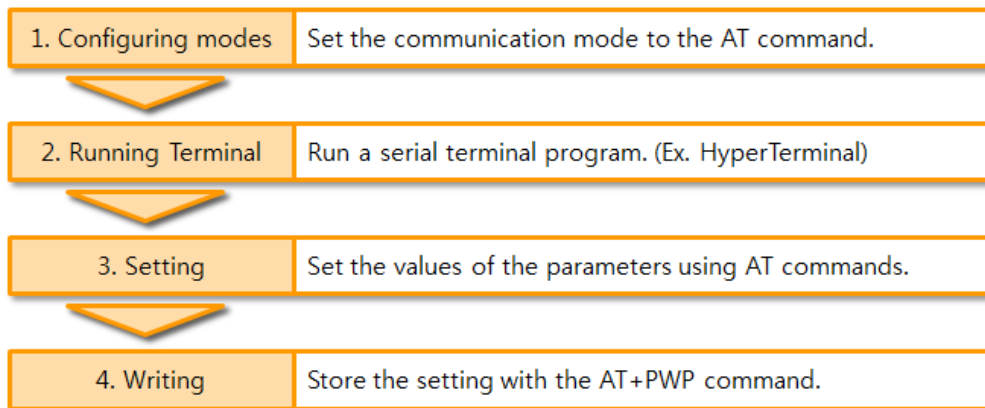 1. Configuring modes
Set the communication mode to the AT command.
2. Running Terminal
Run a serial terminal program. (Ex. HyperTerminal)
3. Setting
Set the values of the parameters using AT commands.
4. Writing
Store the setting with the AT+PWP command.